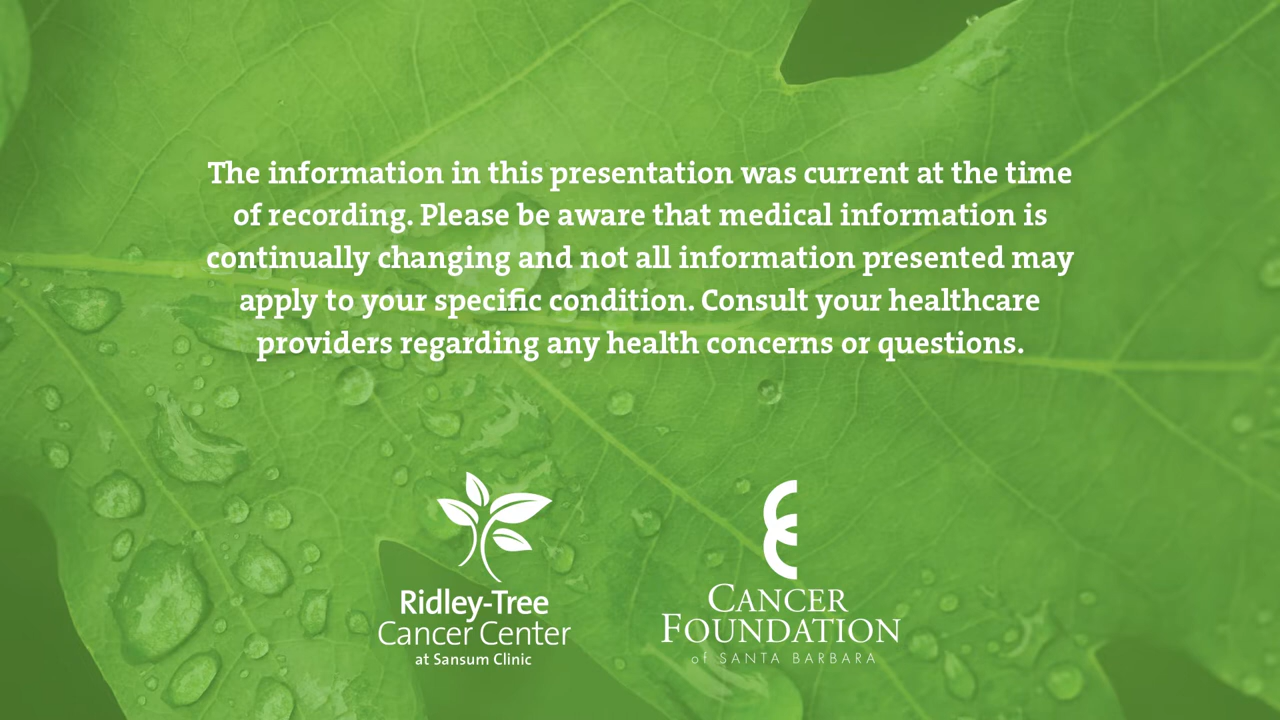 The information in this presentation was current at the time
of recording. Please be aware that medical information is
continually changing and not all information presented may
apply to your specific condition. Consult your healthcare
providers regarding any health concerns or questions.
Ridley-Tree
Cancer Center
at Sansum Clinic
CANCER
FOUNDATION
of SANTA BARBARA